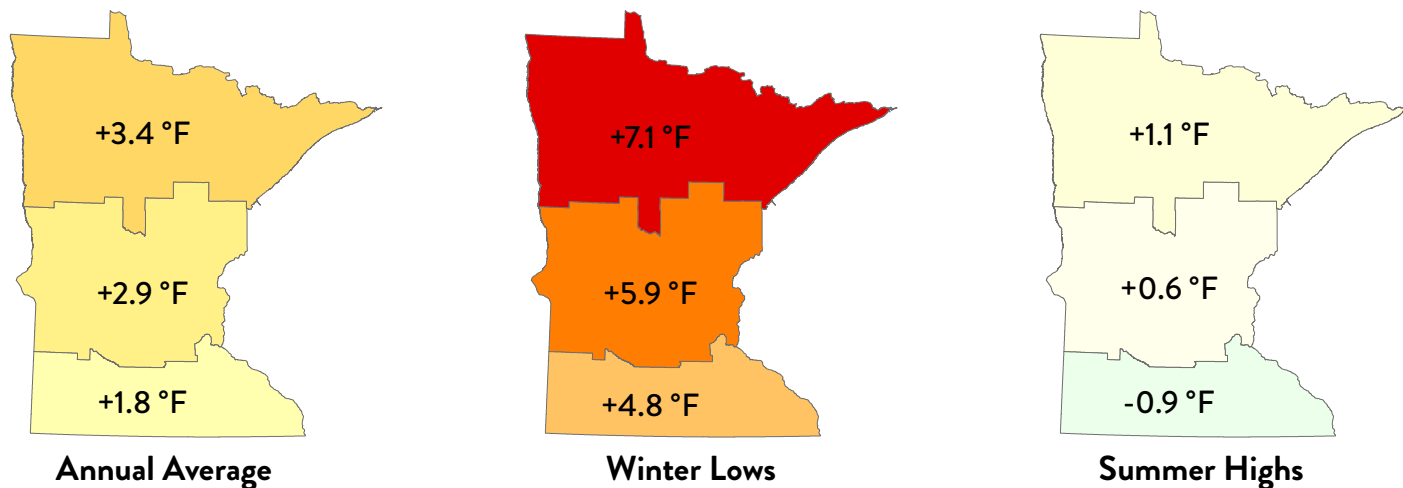 +3.4 °F
+2.9 °F
+1.8 °F
Annual Average
+7.1 °F
+5.9 °F
+4.8 °F
Winter Lows
+1.1 °F
+0.6 °F
-0.9 °F
Summer Highs